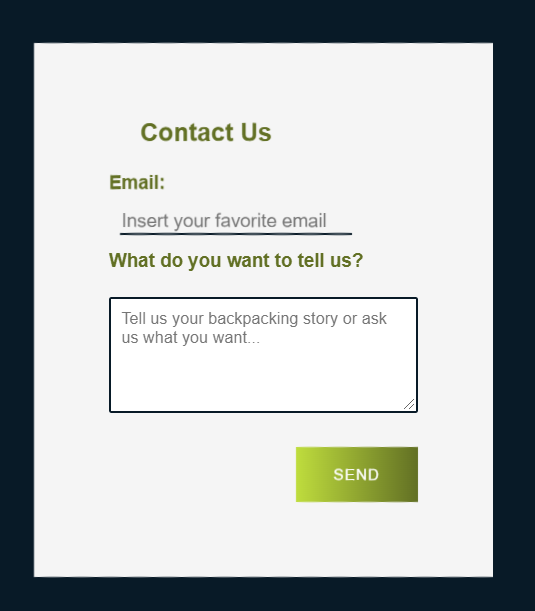 Contact Us
Email:
Insert your favorite email
What do you want to tell us?
Tell us your backpacking story or ask
us what you want...
SEND